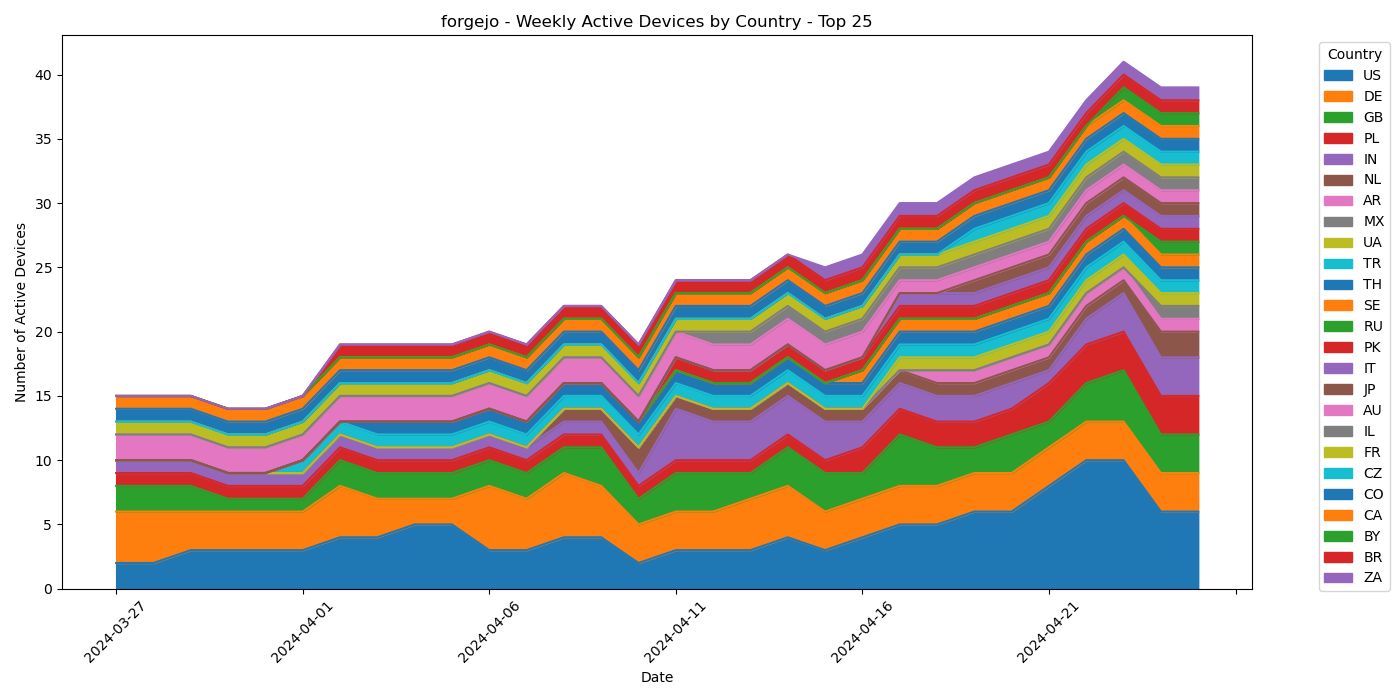 forgejo - Weekly Active Devices by Country - Top 25
Number of Active Devices
40
35
30
25
20
15
10
5
0
2024-03-27
2024-04-01
2024-04-06
2024-04-11
2024-04-16
2024-04-21
Date
Country
US
DE
GB
PL
IN
NL
AR
MX
UA
TR
TH
SE
RU
PK
IT
JP
AU
IL
FR
CZ
CO
CA
BY
BR
ZA